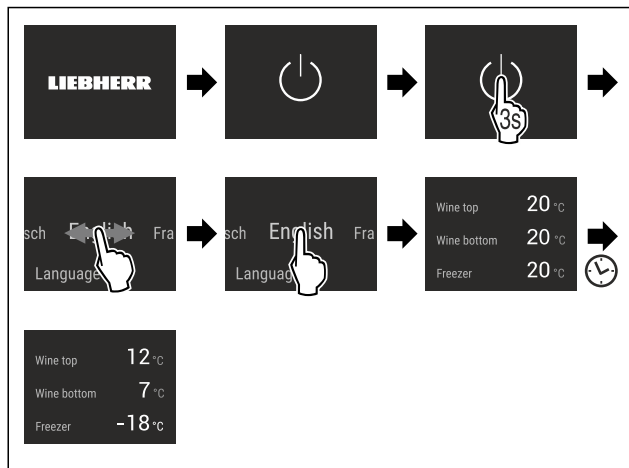 LIEBHERR
3s
sch English Fra
Language
sch English Fra
Languag
Wine top 20 °C
Wine bottom 20 °C
Freezer 20 °C
Wine top 12 °C
Wine bottom 7 °C
Freezer -18 °C